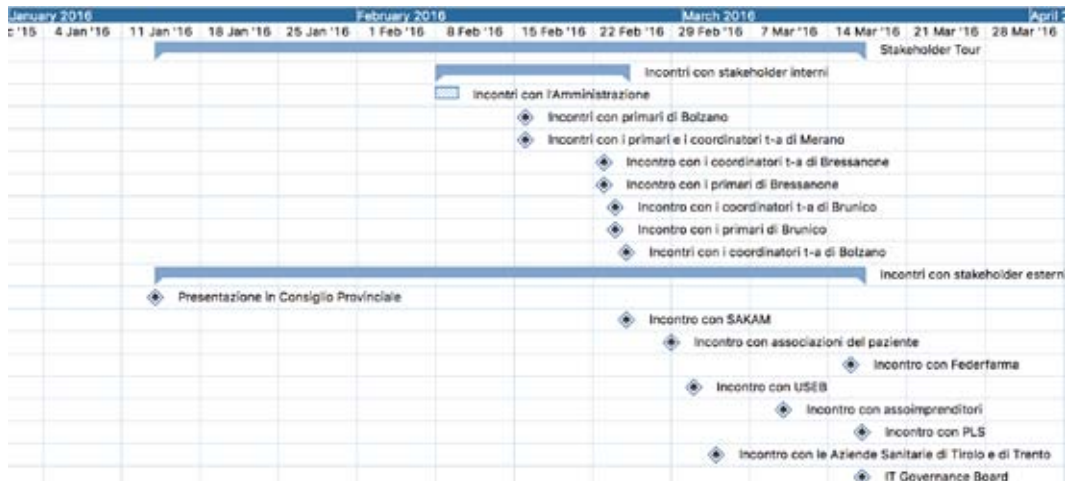 January 2016 February 2016 March 2016 April 2
c '15 4 Jan '16 11 Jan '16 18 Jan '16 25 Jan '16 1 Feb '16 8 Feb '16 15 Feb '16 22 Feb '16 29 Feb '16 7 Mar '16 14 Mar '16 21 Mar '16 28 Mar '16
Stakeholder Tour
Incontri con stakeholder interni
Incontri con l'Amministrazione
Incontri con primari di Bolzano
Incontri con i primari e i coordinatori t-a di Merano
Incontro con i coordinatori t-a di Bressanone
Incontro con i primari di Bressanone
Incontro con i coordinatori t-a di Brunico
Incontro con i primari di Brunico
Incontri con i coordinatori t-a di Bolzano
Incontri con stakeholder esterni
Presentazione in Consiglio Provinciale
Incontro con SAKAM
Incontro con associazioni del paziente
Incontro con Federfarma
Incontro con USEB
Incontro con assoimprenditori
Incontro con PLS
Incontro con le Aziende Sanitarie di Tirolo e di Trento
IT Governance Board